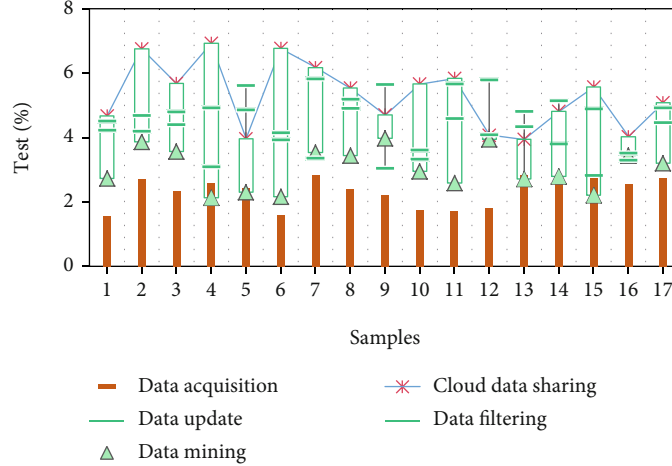 8
6
4
2
0
Test (%)
1 2 3 4 5 6 7 8 9 10 11 12 13 14 15 16 17
Samples
Data acquisition
Data update
Data mining
Cloud data sharing
Data filtering